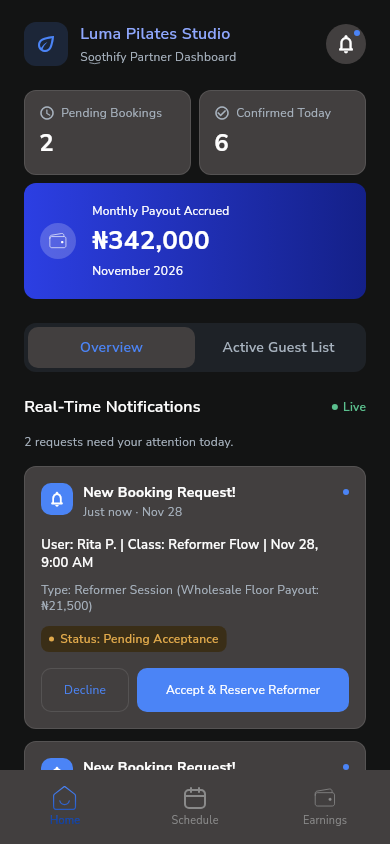 Luma Pilates Studio
Soothify Partner Dashboard
Pending Bookings
2
Confirmed Today
6
Monthly Payout Accrued
₦342,000
November 2026
Overview
Active Guest List
Real-Time Notifications
Live
2 requests need your attention today.
New Booking Request!
Just now · Nov 28
User: Rita P. | Class: Reformer Flow | Nov 28,
9:00 AM
Type: Reformer Session (Wholesale Floor Payout:
₦21,500)
Status: Pending Acceptance
Decline
Accept & Reserve Reformer
New Booking Request!
Home
Schedule
Earnings